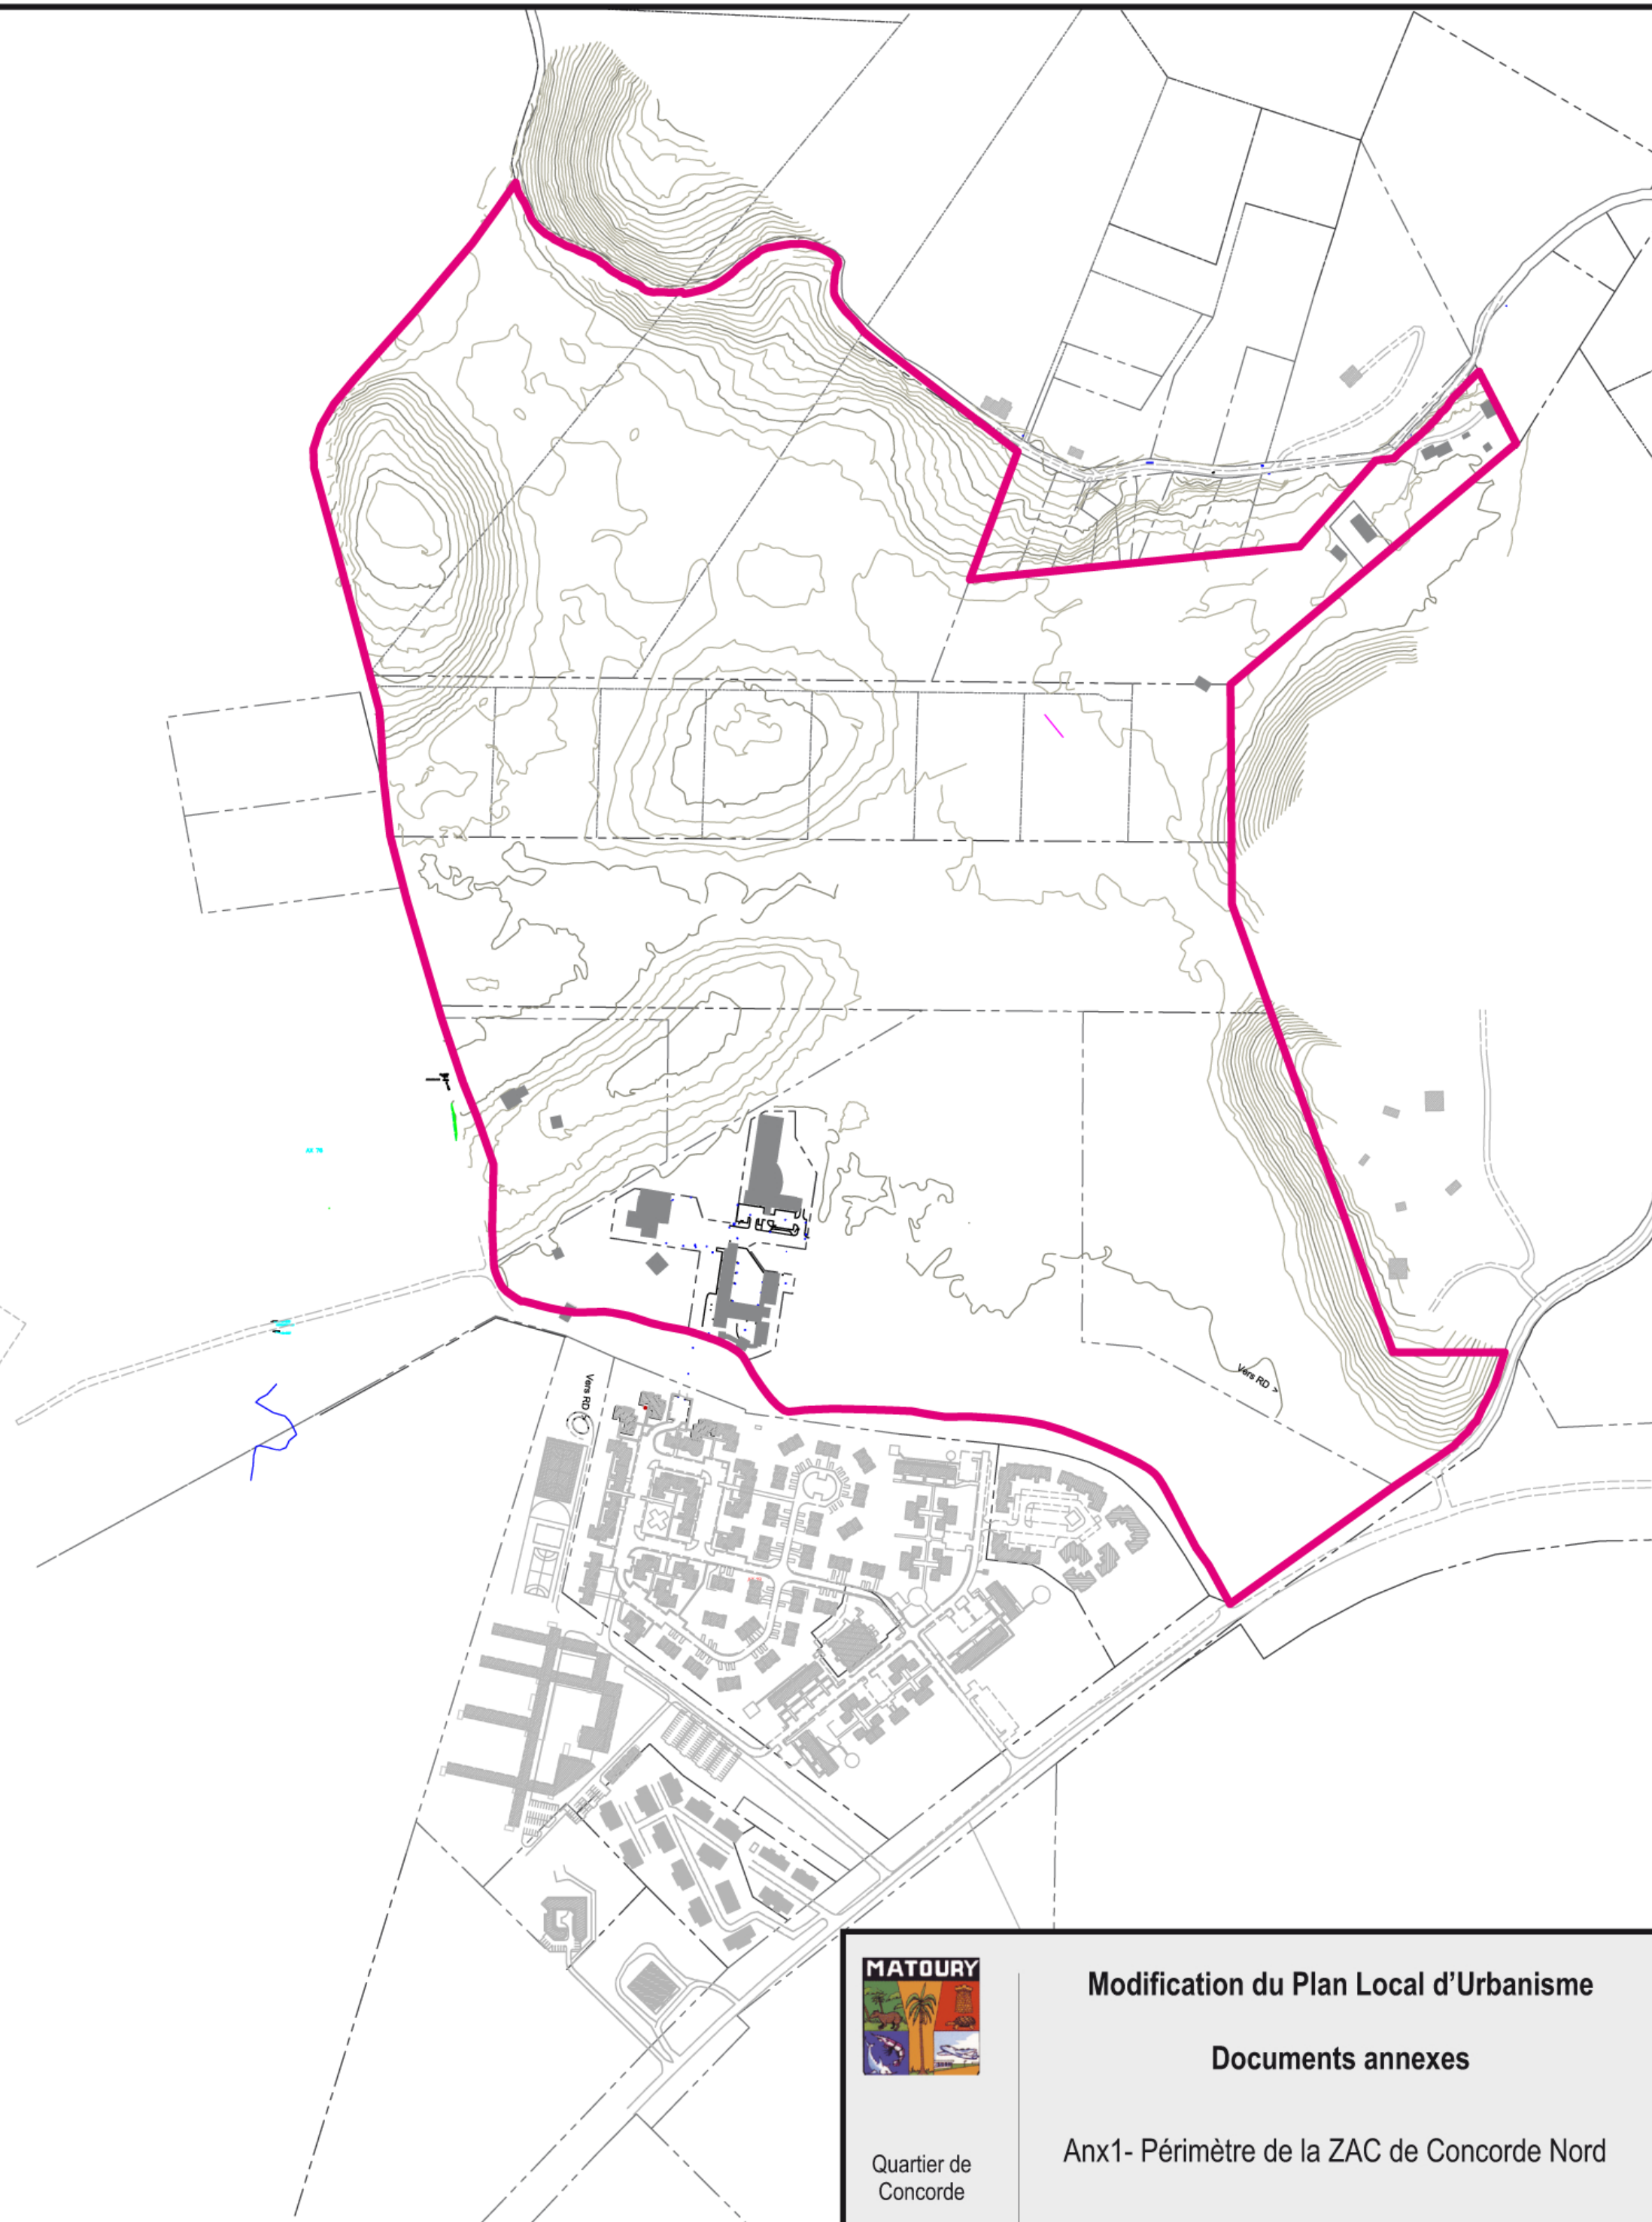 Vers RD >
Vers RD
MATOURY
Quartier de
Concorde
Modification du Plan Local d’Urbanisme
Documents annexes
Anx1- Périmètre de la ZAC de Concorde Nord